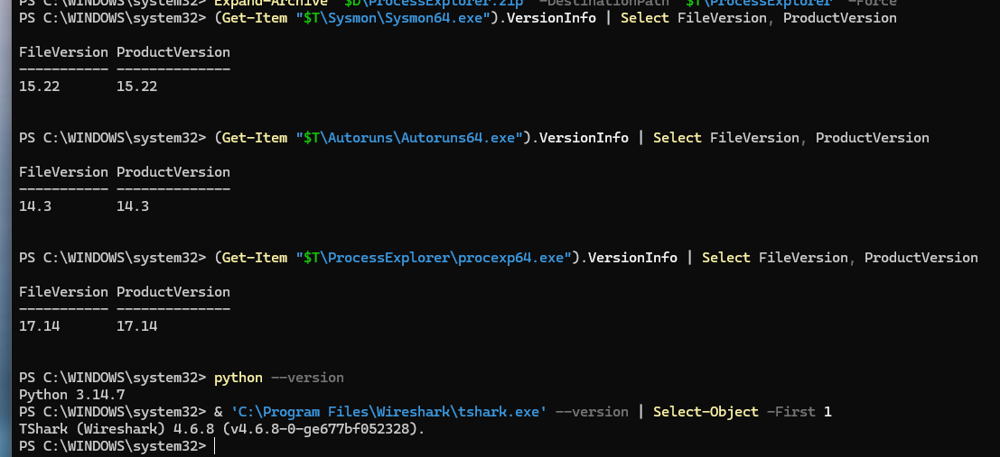 PS C:\WINDOWS\system32> Expand-Archive "$D\ProcessExplorer.zip" -DestinationPath "$T\ProcessExplorer" -Force
PS C:\WINDOWS\system32> (Get-Item "$T\Sysmon\Sysmon64.exe").VersionInfo | Select FileVersion, ProductVersion
FileVersion ProductVersion
----------- --------------
15.22       15.22
PS C:\WINDOWS\system32> (Get-Item "$T\Autoruns\Autoruns64.exe").VersionInfo | Select FileVersion, ProductVersion
FileVersion ProductVersion
----------- --------------
14.3        14.3
PS C:\WINDOWS\system32> (Get-Item "$T\ProcessExplorer\procexp64.exe").VersionInfo | Select FileVersion, ProductVersion
FileVersion ProductVersion
----------- --------------
17.14       17.14
PS C:\WINDOWS\system32> python --version
Python 3.14.7
PS C:\WINDOWS\system32> & 'C:\Program Files\Wireshark\tshark.exe' --version | Select-Object -First 1
TShark (Wireshark) 4.6.8 (v4.6.8-0-ge677bf052328).
PS C:\WINDOWS\system32>